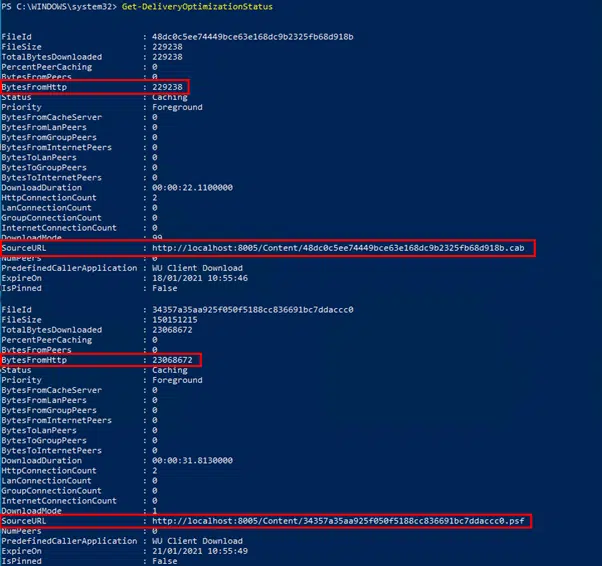 PS C:\WINDOWS\system32> Get-DeliveryOptimizationStatus
FileId : 48dc0c5ee74449bce63e168dc9b2325fb68d918b
FileSize : 229238
TotalBytesDownloaded : 229238
PercentPeerCaching : 0
BytesFromPeers : 0
BytesFromHttp : 229238
Status : Caching
Priority : Foreground
BytesFromCacheServer : 0
BytesFromLanPeers : 0
BytesFromGroupPeers : 0
BytesFromInternetPeers : 0
BytesToLanPeers : 0
BytesToGroupPeers : 0
BytesToInternetPeers : 0
DownloadDuration : 00:00:22.1100000
HttpConnectionCount : 2
LanConnectionCount : 0
GroupConnectionCount : 0
InternetConnectionCount : 0
DownloadMode : 99
SourceURL : http://localhost:8005/Content/48dc0c5ee74449bce63e168dc9b2325fb68d918b.cab
NumPeers : 0
PredefinedCallerApplication : WU Client Download
ExpireOn : 18/01/2021 10:55:46
IsPinned : False
FileId : 34357a35aa925f050f5188cc836691bc7ddaccc0
FileSize : 150151215
TotalBytesDownloaded : 23068672
PercentPeerCaching : 0
BytesFromPeers : 0
BytesFromHttp : 23068672
Status : Caching
Priority : Foreground
BytesFromCacheServer : 0
BytesFromLanPeers : 0
BytesFromGroupPeers : 0
BytesFromInternetPeers : 0
BytesToLanPeers : 0
BytesToGroupPeers : 0
BytesToInternetPeers : 0
DownloadDuration : 00:00:31.8130000
HttpConnectionCount : 2
LanConnectionCount : 0
GroupConnectionCount : 0
InternetConnectionCount : 0
DownloadMode : 1
SourceURL : http://localhost:8005/Content/34357a35aa925f050f5188cc836691bc7ddaccc0.psf
NumPeers : 0
PredefinedCallerApplication : WU Client Download
ExpireOn : 21/01/2021 10:55:49
IsPinned : False